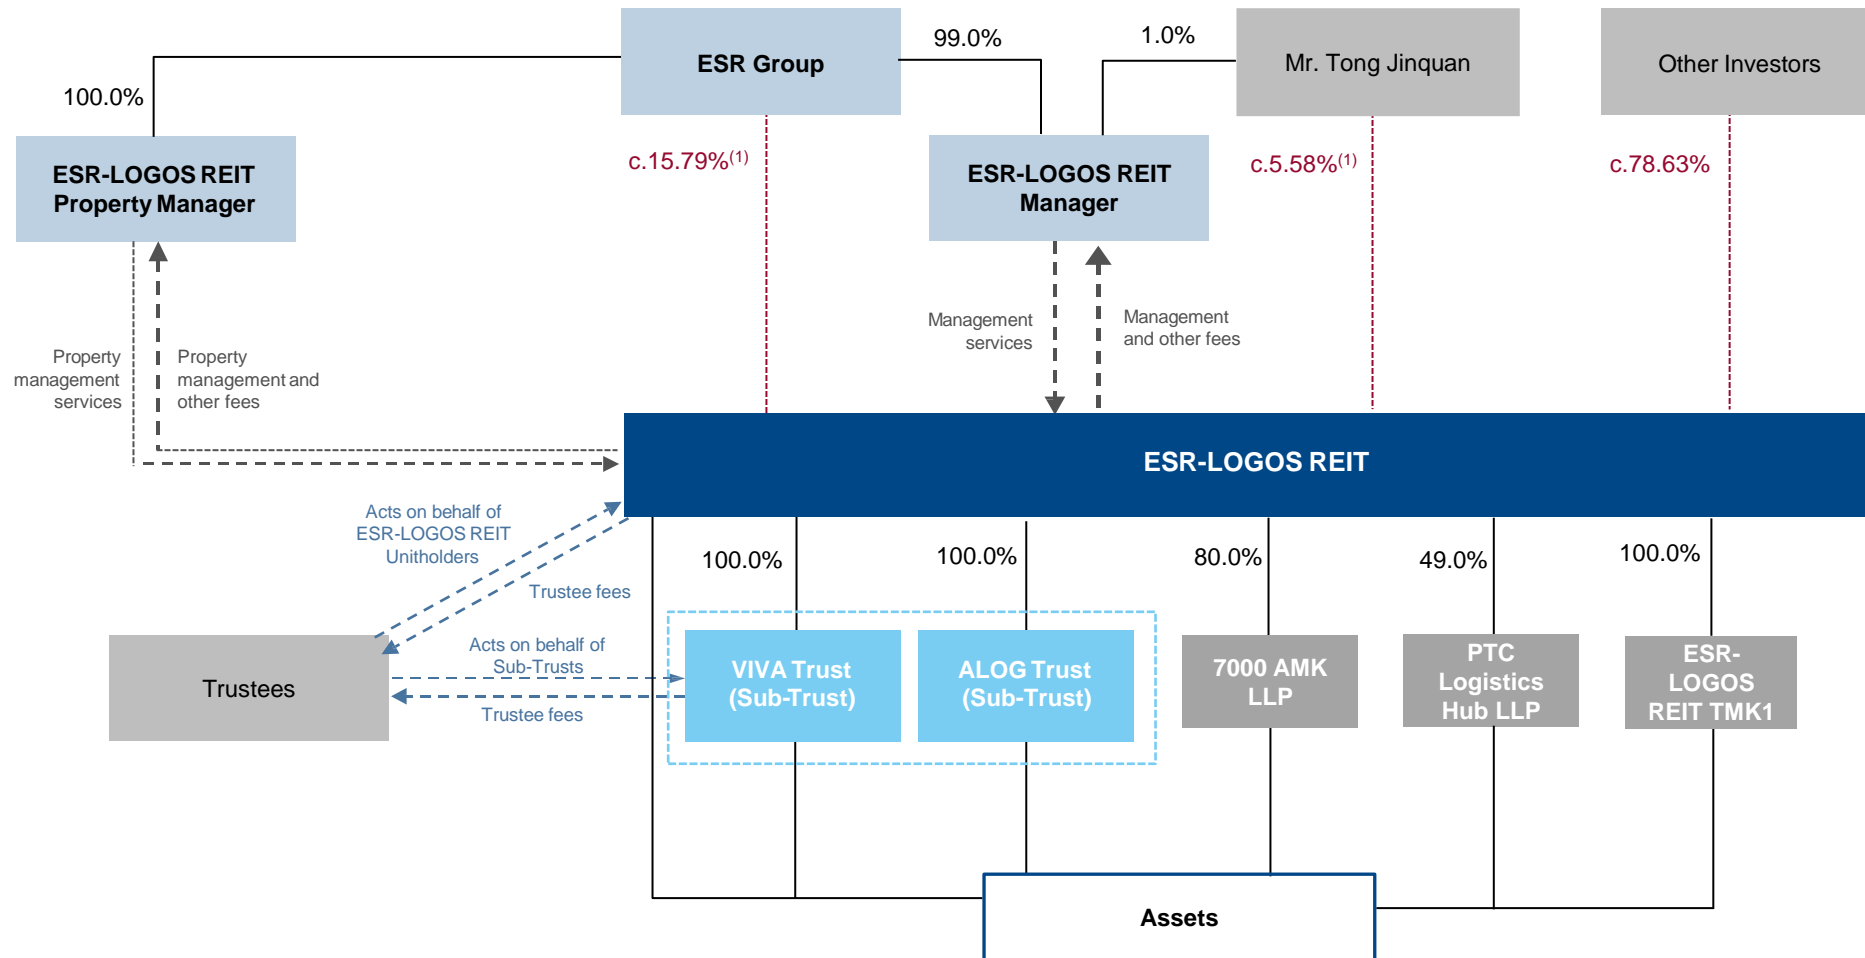 ESR Group
99.0%
1.0%
Mr. Tong Jinquan
Other Investors
100.0%
ESR-LOGOS REIT
Property Manager
c.15.79%(1)
ESR-LOGOS REIT
Manager
c.5.58%(1)
c.78.63%
Property
management
services
Property
management and
other fees
Management
services
Management
and other fees
ESR-LOGOS REIT
Acts on behalf of
ESR-LOGOS REIT
Unitholders
Trustee fees
100.0%
100.0%
80.0%
49.0%
100.0%
Trustees
Acts on behalf of
Sub-Trusts
Trustee fees
VIVA Trust
(Sub-Trust)
ALOG Trust
(Sub-Trust)
7000 AMK
LLP
PTC
Logistics
Hub LLP
ESR-
LOGOS
REIT TMK1
Assets